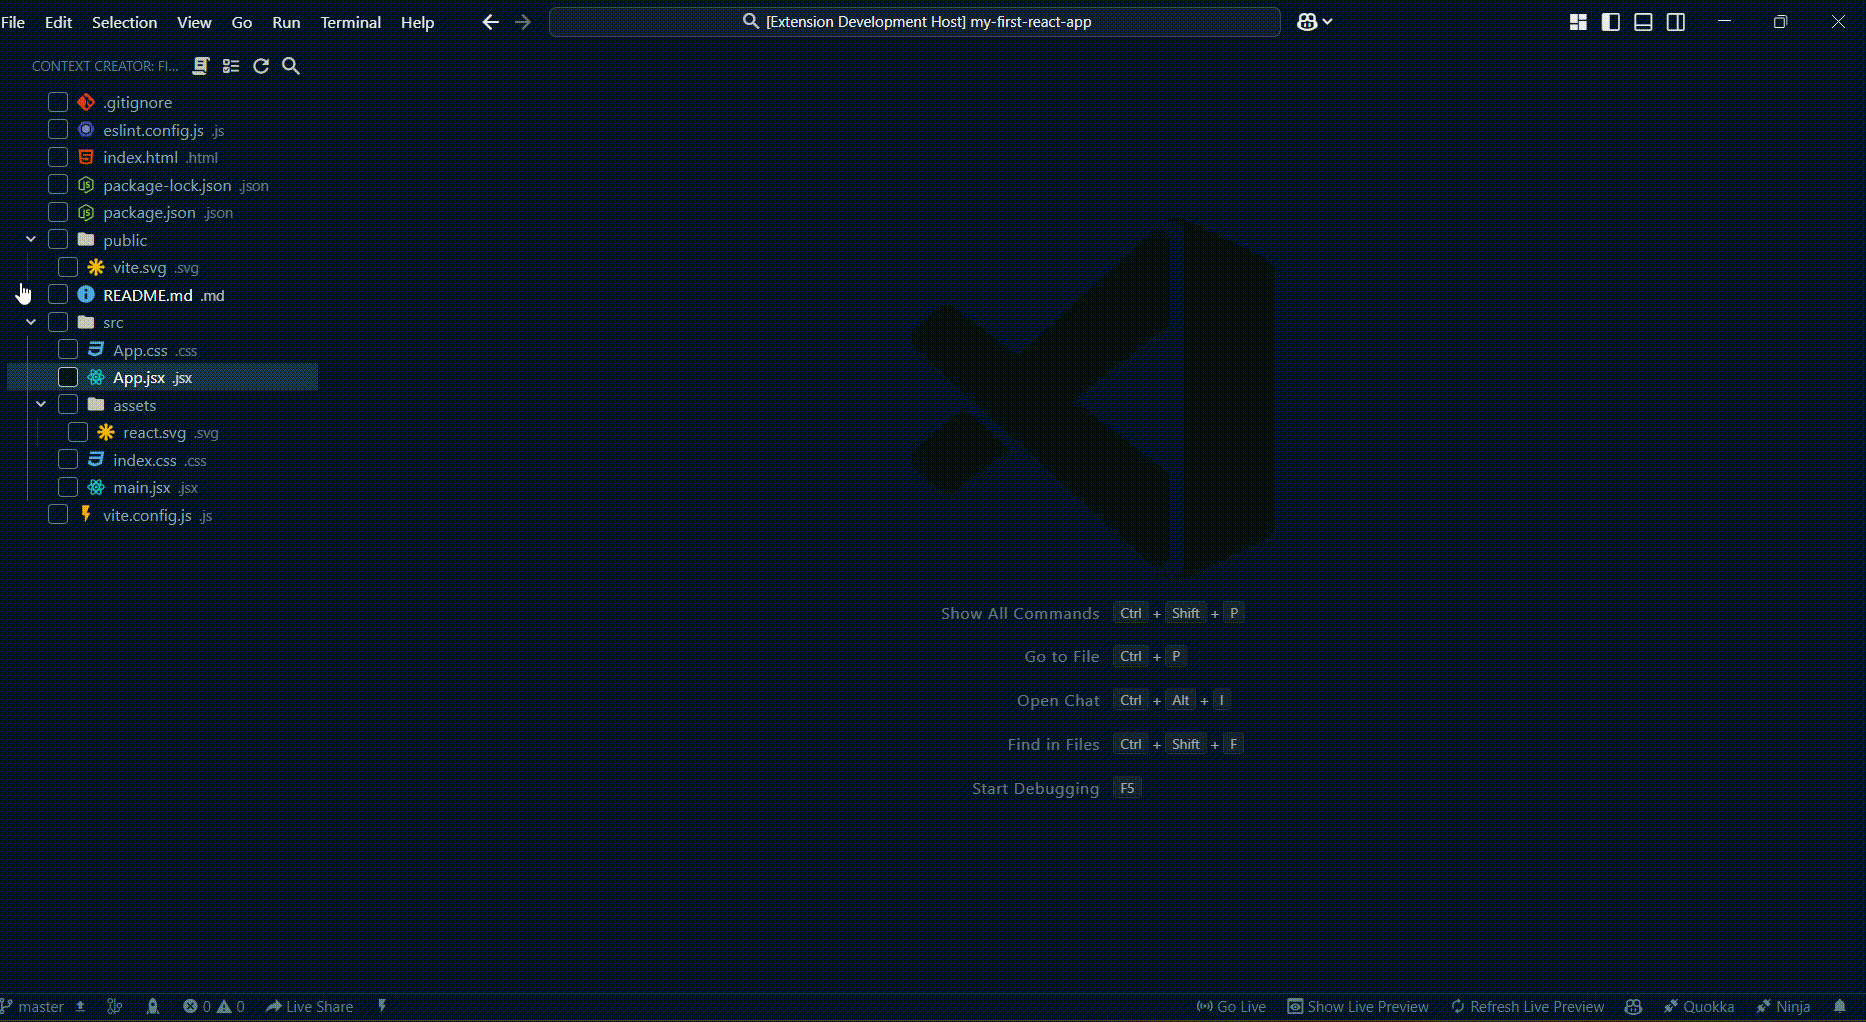 File Edit Selection View Go Run Terminal Help [Extension Development Host] my-first-react-app
CONTEXT CREATOR: FI...
.gitignore
eslint.config.js .js
index.html .html
package-lock.json .json
package.json .json
public
vite.svg .svg
README.md .md
src
App.css .css
App.jsx .jsx
assets
react.svg .svg
index.css .css
main.jsx .jsx
vite.config.js .js
Show All Commands Ctrl + Shift + P
Go to File Ctrl + P
Open Chat Ctrl + Alt + I
Find in Files Ctrl + Shift + F
Start Debugging F5
master 0 0 Live Share Go Live Show Live Preview Refresh Live Preview Quokka Ninja